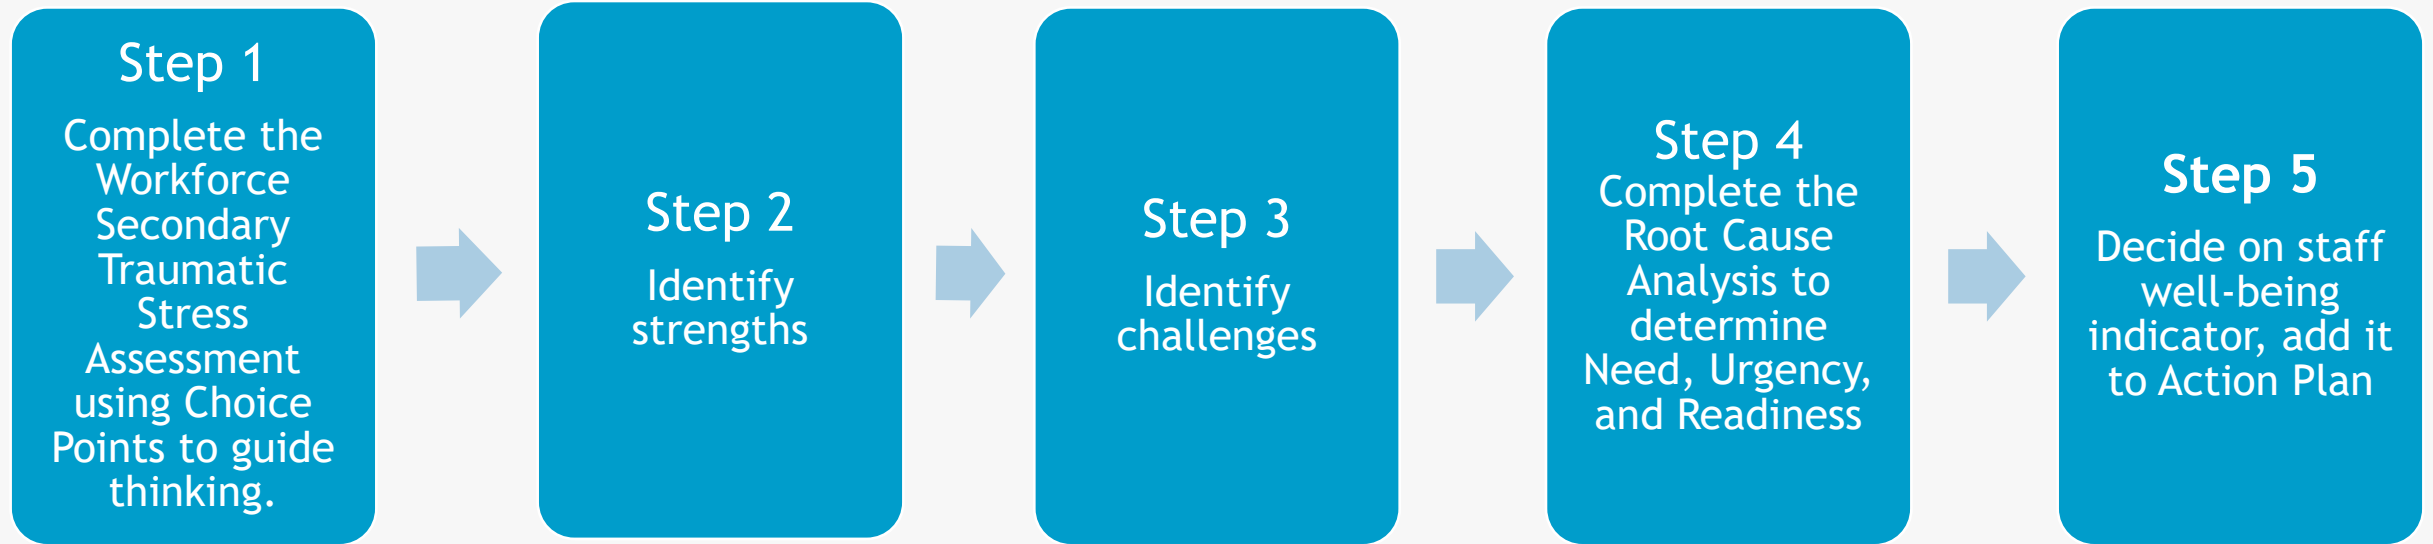 Step 1
Complete the
Workforce
Secondary
Traumatic
Stress
Assessment
using Choice
Points to guide
thinking.
Step 2
Identify
strengths
Step 3
Identify
challenges
Step 4
Complete the
Root Cause
Analysis to
determine
Need, Urgency,
and Readiness
Step 5
Decide on staff
well-being
indicator, add it
to Action Plan